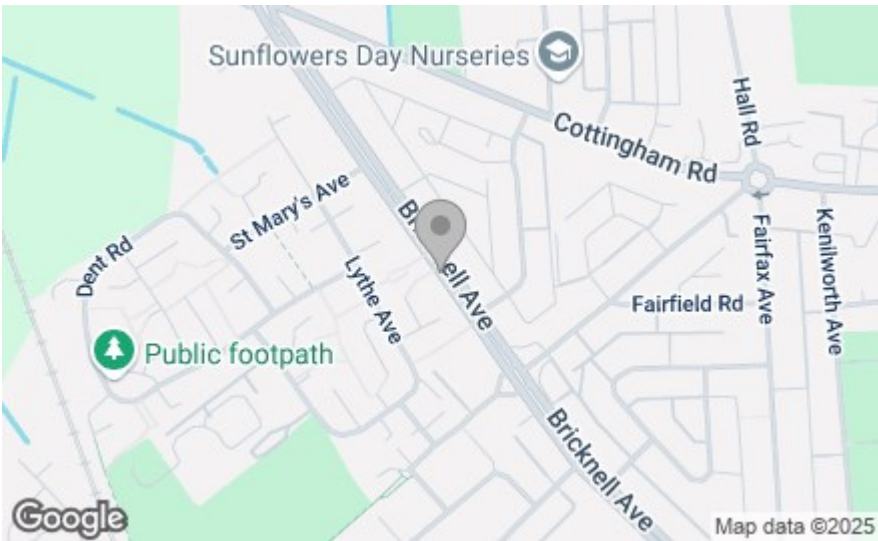 Sunflowers Day Nurseries
Cottingham Rd
Hall Rd
St Mary's Ave
Dent Rd
Bricknell Ave
Lythe Ave
Fairfax Ave
Kenilworth Ave
Fairfield Rd
Public footpath
Bricknell Ave
Google
Map data ©2025